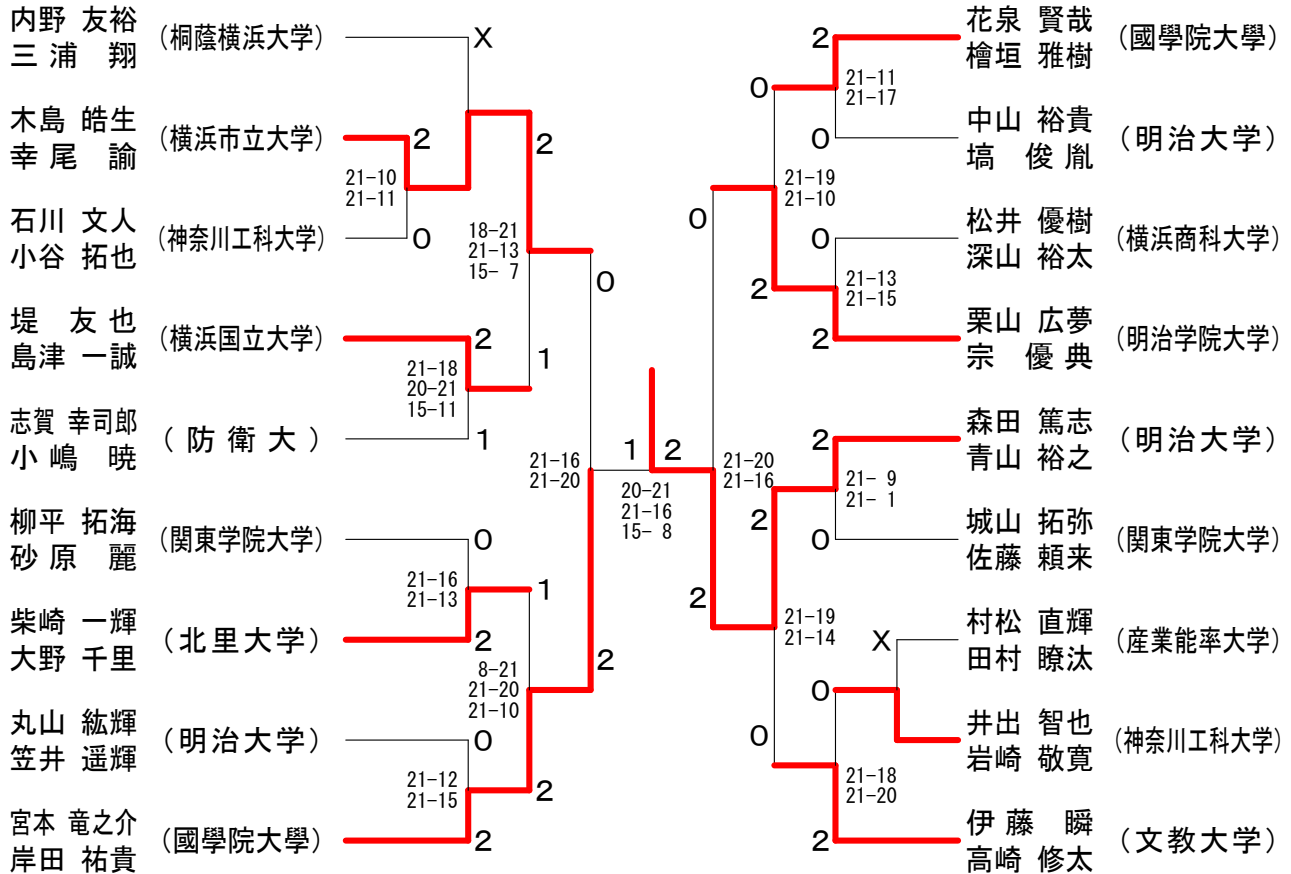 内野 友裕
三浦 翔
(桐蔭横浜大学)
X
木島 皓生
幸尾 諭
(横浜市立大学)
2
21-10
21-11
2
石川 文人
小谷 拓也
(神奈川工科大学)
0
18-21
21-13
15- 7
0
堤 友也
島津 一誠
(横浜国立大学)
2
21-18
20-21
15-11
1
志賀 幸司郎
小嶋 暁
(防衛大)
1
21-16
21-20
柳平 拓海
砂原 麗
(関東学院大学)
0
21-16
21-13
1
柴崎 一輝
大野 千里
(北里大学)
2
8-21
21-20
21-10
2
丸山 紘輝
笠井 遥輝
(明治大学)
0
21-12
21-15
2
宮本 竜之介
岸田 祐貴
(國學院大學)
2
1
2
20-21
21-16
15- 8
2
花泉 賢哉
檜垣 雅樹
(國學院大學)
0
21-11
21-17
0
中山 裕貴
塙 俊胤
(明治大学)
0
21-19
21-10
0
松井 優樹
深山 裕太
(横浜商科大学)
2
21-13
21-15
2
栗山 広夢
宗 優典
(明治学院大学)
2
森田 篤志
青山 裕之
(明治大学)
21-20
21-16
21- 9
21- 1
2
0
城山 拓弥
佐藤 頼来
(関東学院大学)
2
21-19
21-14
X
村松 直輝
田村 瞭汰
(産業能率大学)
0
0
井出 智也
岩崎 敬寛
(神奈川工科大学)
21-18
21-20
2
伊藤 瞬
高崎 修太
(文教大学)